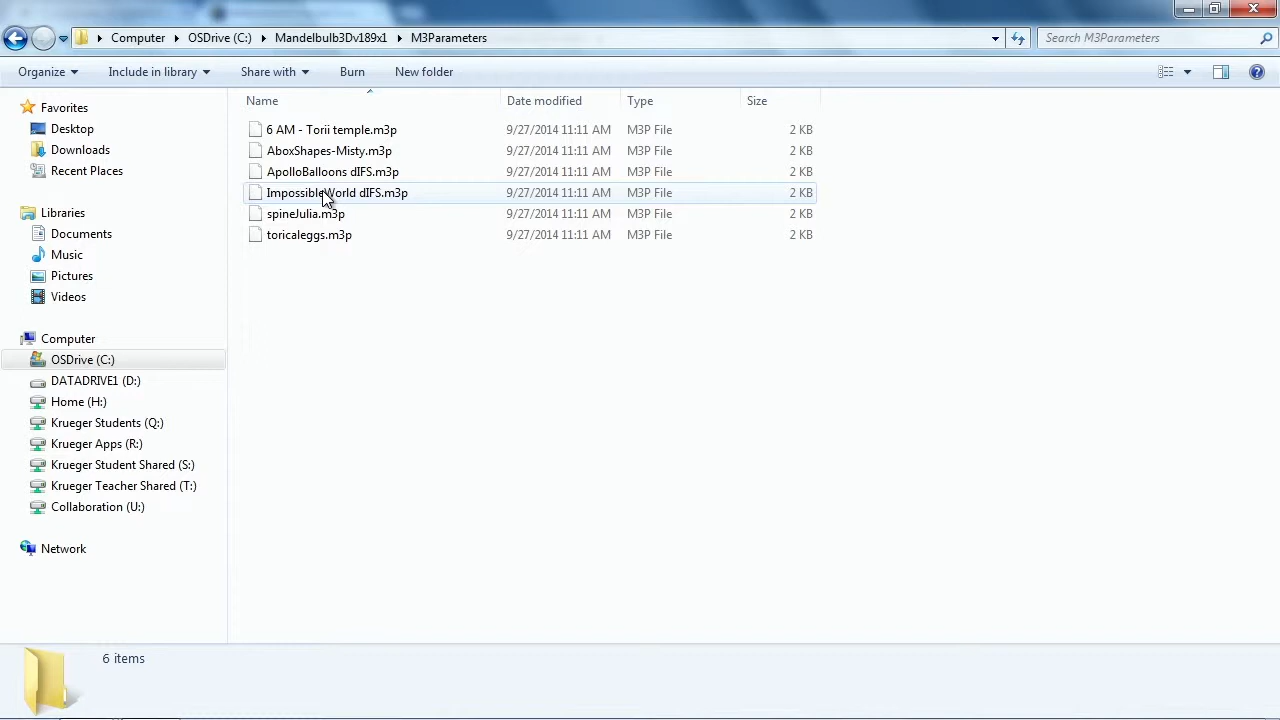 Computer OSDrive (C:) Mandelbulb3Dv189x1 M3Parameters Search M3Parameters
Organize Include in library Share with Burn New folder
Favorites
Desktop
Downloads
Recent Places
Libraries
Documents
Music
Pictures
Videos
Computer
OSDrive (C:)
DATADRIVE1 (D:)
Home (H:)
Krueger Students (Q:)
Krueger Apps (R:)
Krueger Student Shared (S:)
Krueger Teacher Shared (T:)
Collaboration (U:)
Network
Name Date modified Type Size
6 AM - Torii temple.m3p 9/27/2014 11:11 AM M3P File 2 KB
AboxShapes-Misty.m3p 9/27/2014 11:11 AM M3P File 2 KB
ApolloBalloons dIFS.m3p 9/27/2014 11:11 AM M3P File 2 KB
ImpossibleWorld dIFS.m3p 9/27/2014 11:11 AM M3P File 2 KB
spineJulia.m3p 9/27/2014 11:11 AM M3P File 2 KB
toricaleggs.m3p 9/27/2014 11:11 AM M3P File 2 KB
6 items